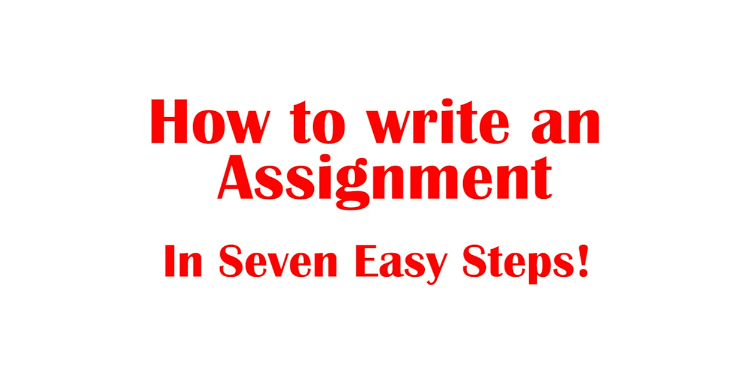 How to write an
Assignment
In Seven Easy Steps!